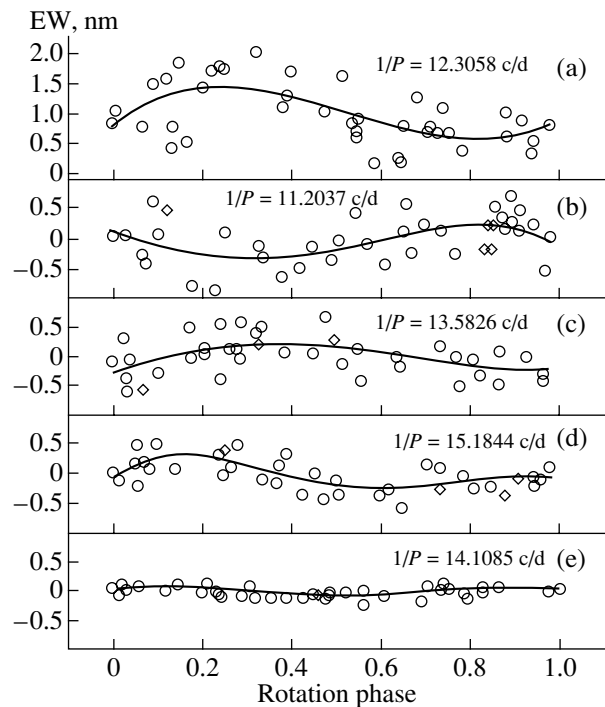 EW, nm
2.0
1/P = 12.3058 c/d (a)
1.5
1.0
0.5
0
1/P = 11.2037 c/d (b)
0.5
0
−0.5
1/P = 13.5826 c/d (c)
0.5
0
−0.5
(d)
0.5
1/P = 15.1844 c/d
0
−0.5
1/P = 14.1085 c/d (e)
0.5
0
−0.5
0 0.2 0.4 0.6 0.8 1.0
Rotation phase